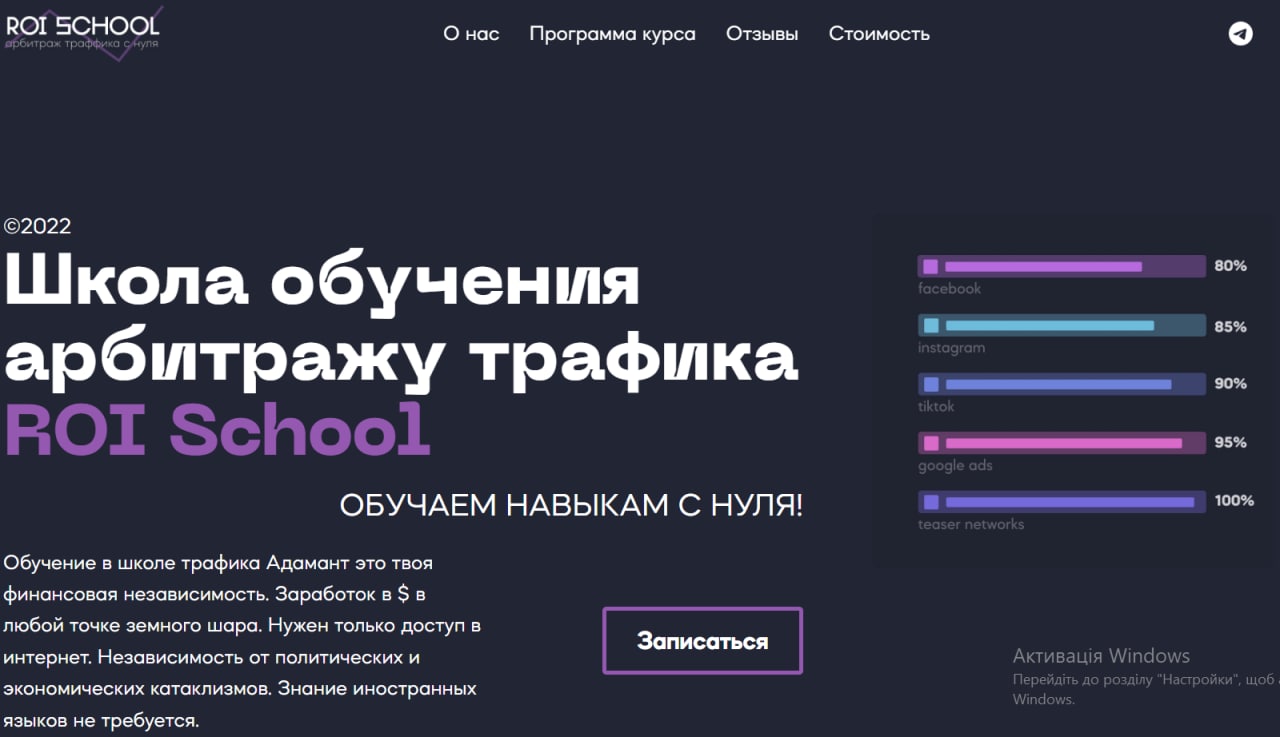 ROI SCHOOL
арбитраж траффика с нуля
О нас Программа курса Отзывы Стоимость
©2022
Школа обучения
арбитражу трафика
ROI School
ОБУЧАЕМ НАВЫКАМ С НУЛЯ!
Обучение в школе трафика Адамант это твоя
финансовая независимость. Заработок в $ в
любой точке земного шара. Нужен только доступ в
интернет. Независимость от политических и
экономических катаклизмов. Знание иностранных
языков не требуется.
Записаться
80%
facebook
85%
instagram
90%
tiktok
95%
google ads
100%
teaser networks
Активація Windows
Перейдіть до розділу "Настройки", щоб а
Windows.